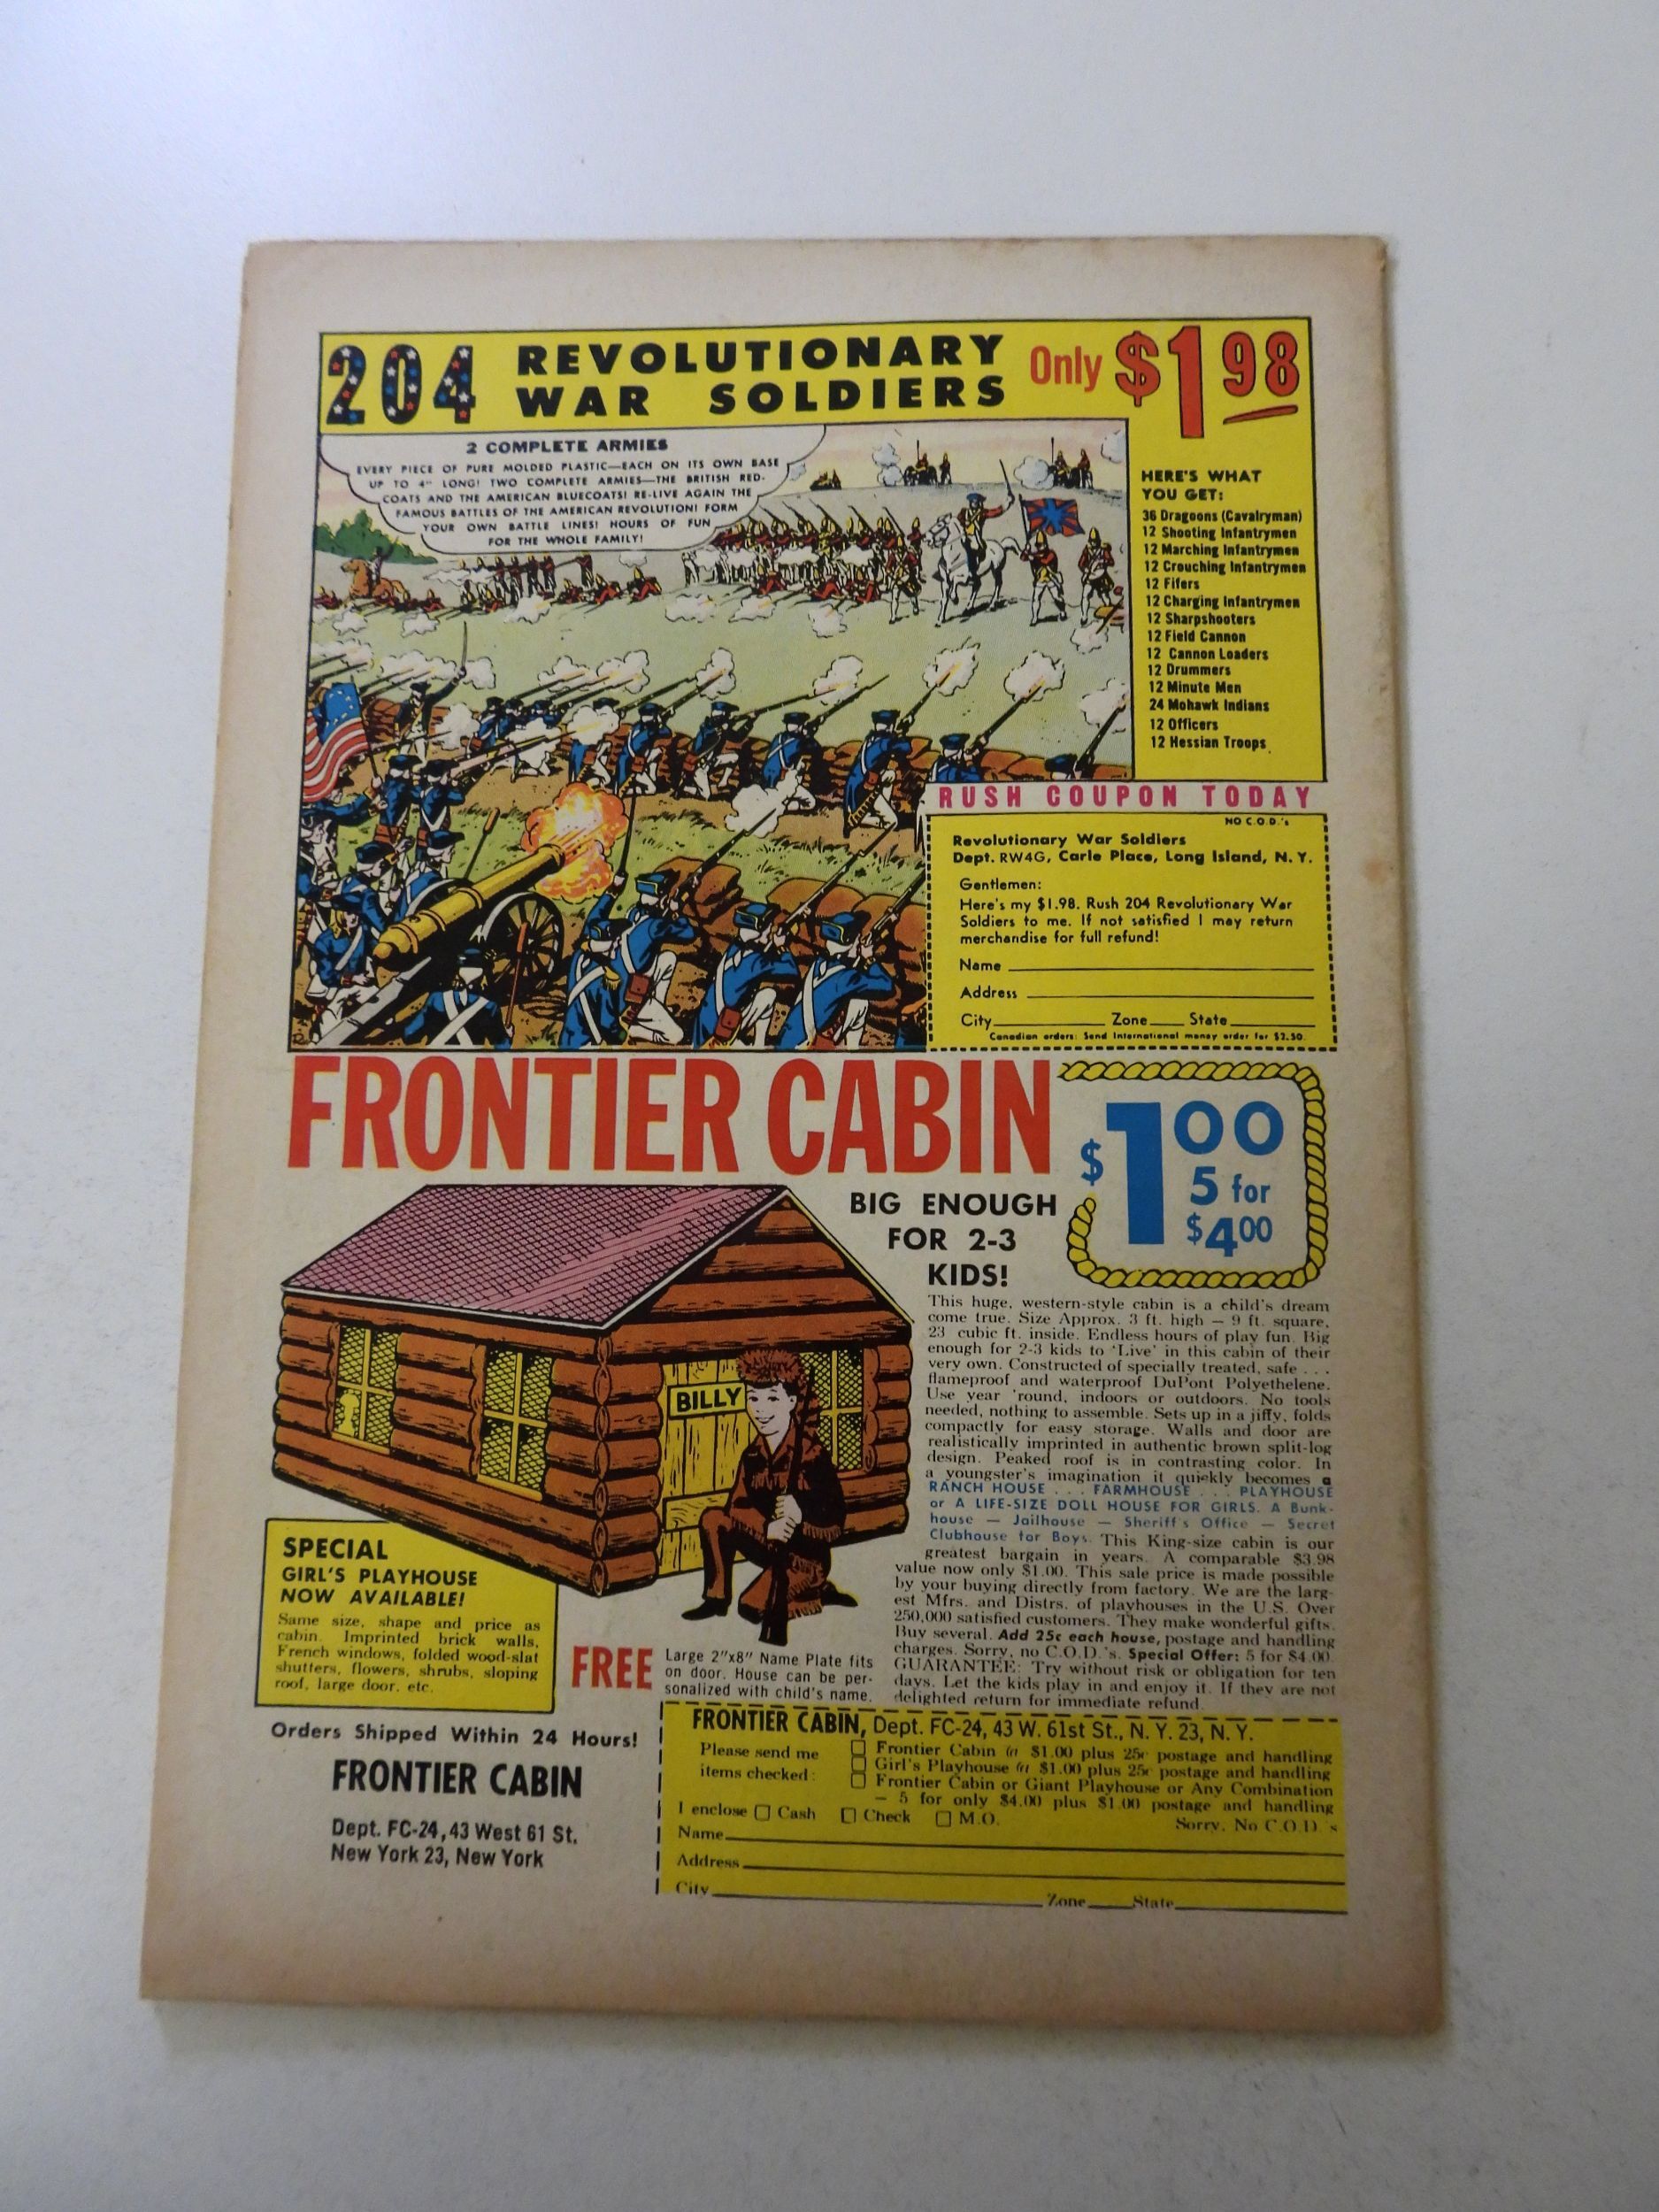 204 REVOLUTIONARY
WAR SOLDIERS
Only $1 98
2 COMPLETE ARMIES
EVERY PIECE OF PURE MOLDED PLASTIC—EACH ON ITS OWN BASE
UP TO 4" LONG! TWO COMPLETE ARMIES—THE BRITISH RED-
COATS AND THE AMERICAN BLUECOATS! RE-LIVE AGAIN THE
FAMOUS BATTLES OF THE AMERICAN REVOLUTION! FORM
YOUR OWN BATTLE LINES! HOURS OF FUN
FOR THE WHOLE FAMILY!
HERE'S WHAT
YOU GET:
36 Dragoons (Cavalryman)
12 Shooting Infantrymen
12 Marching Infantrymen
12 Crouching Infantrymen
12 Fifers
12 Charging Infantrymen
12 Sharpshooters
12 Field Cannon
12 Cannon Loaders
12 Drummers
12 Minute Men
24 Mohawk Indians
12 Officers
12 Hessian Troops
RUSH COUPON TODAY
NO C.O.D.'s
Revolutionary War Soldiers
Dept. RW4G, Carle Place, Long Island, N. Y.
Gentlemen:
Here's my $1.98. Rush 204 Revolutionary War
Soldiers to me. If not satisfied I may return
merchandise for full refund!
Name
Address
City Zone State
Canadian orders: Send International money order for $2.50.
FRONTIER CABIN
$1 00
5 for
$4 00
BIG ENOUGH
FOR 2-3
KIDS!
BILLY
This huge, western-style cabin is a child's dream
come true. Size Approx. 3 ft. high — 9 ft. square,
23 cubic ft. inside. Endless hours of play fun. Big
enough for 2-3 kids to 'Live' in this cabin of their
very own. Constructed of specially treated, safe . . .
flameproof and waterproof DuPont Polyethelene.
Use year 'round, indoors or outdoors. No tools
needed, nothing to assemble. Sets up in a jiffy, folds
compactly for easy storage. Walls and door are
realistically imprinted in authentic brown split-log
design. Peaked roof is in contrasting color. In
a youngster's imagination it quickly becomes a
RANCH HOUSE . . . FARMHOUSE . . . PLAYHOUSE
or A LIFE-SIZE DOLL HOUSE FOR GIRLS. A Bunk-
house — Jailhouse — Sheriff's Office — Secret
Clubhouse for Boys. This King-size cabin is our
greatest bargain in years. A comparable $3.98
value now only $1.00. This sale price is made possible
by your buying directly from factory. We are the larg-
est Mfrs. and Distrs. of playhouses in the U.S. Over
250,000 satisfied customers. They make wonderful gifts.
Buy several. Add 25c each house, postage and handling
charges. Sorry, no C.O.D.'s. Special Offer: 5 for $4.00.
GUARANTEE: Try without risk or obligation for ten
days. Let the kids play in and enjoy it. If they are not
delighted return for immediate refund.
SPECIAL
GIRL'S PLAYHOUSE
NOW AVAILABLE!
Same size, shape and price as
cabin. Imprinted brick walls,
French windows, folded wood-slat
shutters, flowers, shrubs, sloping
roof, large door, etc.
FREE
Large 2"x8" Name Plate fits
on door. House can be per-
sonalized with child's name.
Orders Shipped Within 24 Hours!
FRONTIER CABIN
Dept. FC-24, 43 West 61 St.
New York 23, New York
FRONTIER CABIN, Dept. FC-24, 43 W. 61st St., N. Y. 23, N. Y.
Please send me
items checked:
Frontier Cabin @ $1.00 plus 25c postage and handling
Girl's Playhouse @ $1.00 plus 25c postage and handling
Frontier Cabin or Giant Playhouse or Any Combination
— 5 for only $4.00 plus $1.00 postage and handling
I enclose Cash Check M.O.
Sorry, No C.O.D.'s
Name
Address
City Zone State